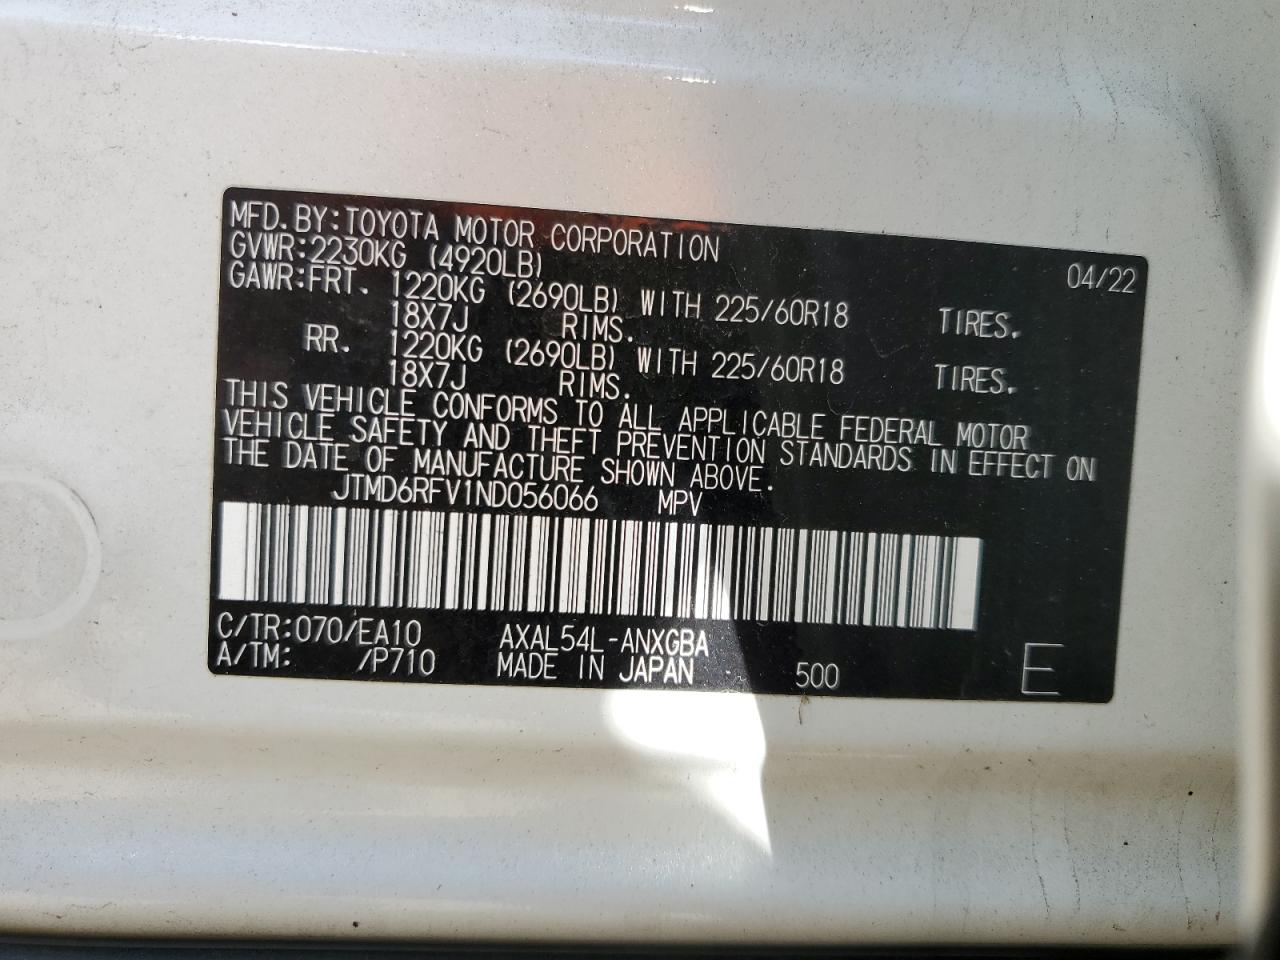 MFD.BY:TOYOTA MOTOR CORPORATION 04/22
GVWR:2230KG (4920LB)
GAWR:FRT. 1220KG (2690LB) WITH 225/60R18 TIRES.
18X7J RIMS.
RR. 1220KG (2690LB) WITH 225/60R18 TIRES.
18X7J RIMS.
THIS VEHICLE CONFORMS TO ALL APPLICABLE FEDERAL MOTOR
VEHICLE SAFETY AND THEFT PREVENTION STANDARDS IN EFFECT ON
THE DATE OF MANUFACTURE SHOWN ABOVE.
JTMD6RFV1ND056066 MPV
C/TR:070/EA10 AXAL54L-ANXGBA
A/TM: /P710 MADE IN JAPAN 500 E